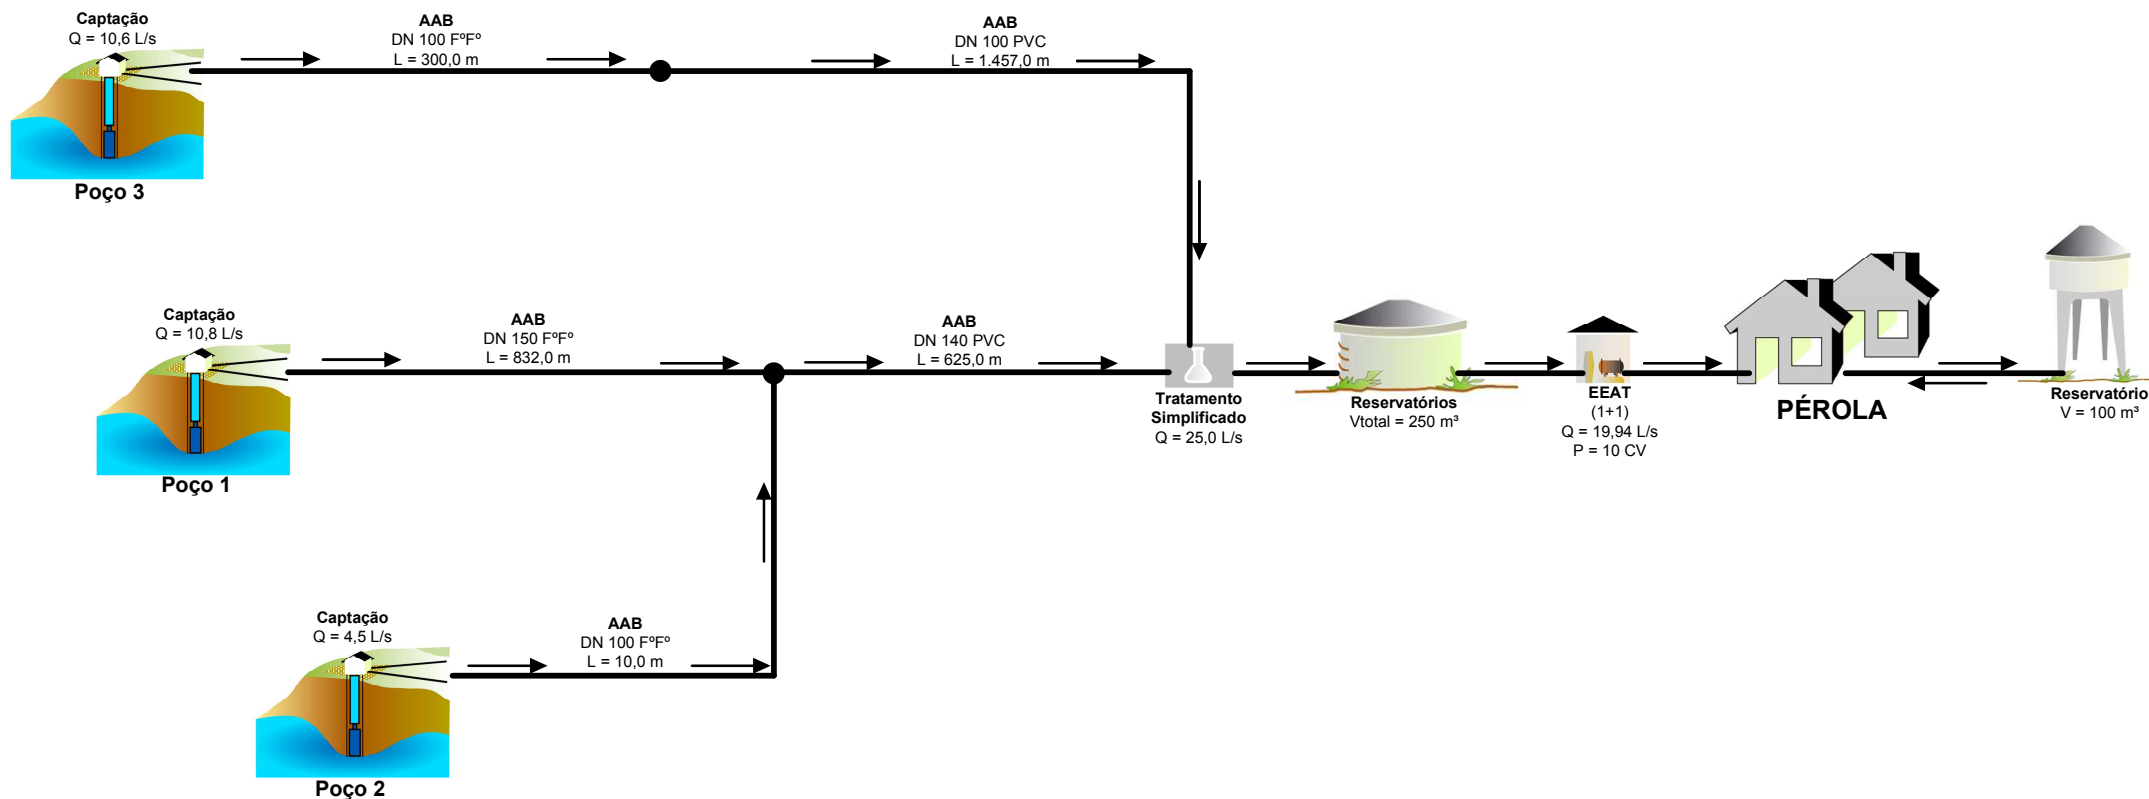 Captação
Q = 10,6 L/s
AAB
DN 100 FºFº
L = 300,0 m
AAB
DN 100 PVC
L = 1.457,0 m
Poço 3
Captação
Q = 10,8 L/s
AAB
DN 150 FºFº
L = 832,0 m
AAB
DN 140 PVC
L = 625,0 m
Poço 1
Tratamento
Simplificado
Q = 25,0 L/s
Reservatórios
Vtotal = 250 m³
EEAT
(1+1)
Q = 19,94 L/s
P = 10 CV
PÉROLA
Reservatório
V = 100 m³
Captação
Q = 4,5 L/s
AAB
DN 100 FºFº
L = 10,0 m
Poço 2